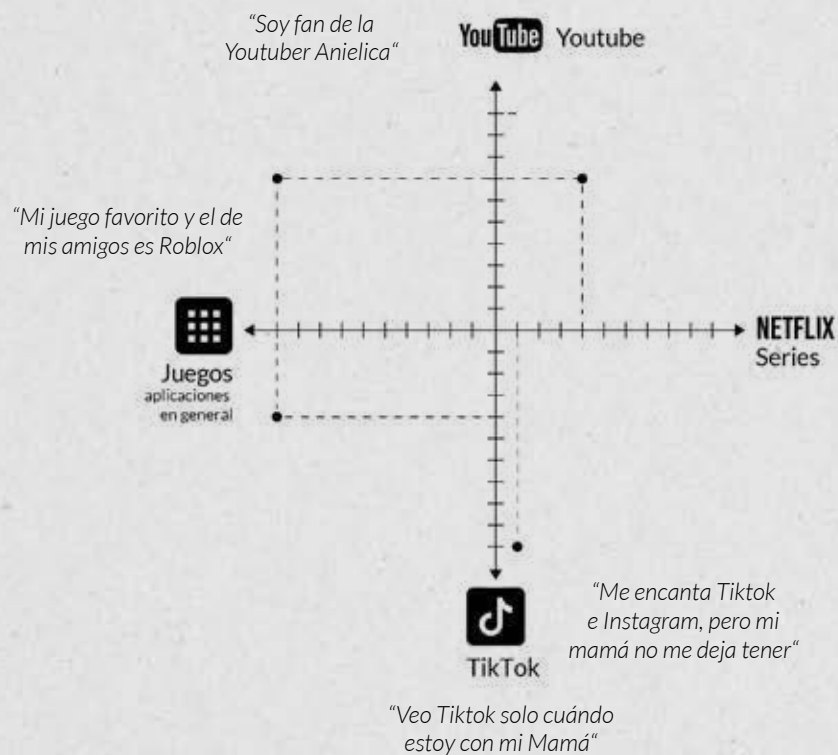 “Soy fan de la
Youtuber Anielica“
YouTube Youtube
“Mi juego favorito y el de
mis amigos es Roblox“
NETFLIX
Series
Juegos
aplicaciones
en general
“Me encanta Tiktok
e Instagram, pero mi
mamá no me deja tener“
TikTok
“Veo Tiktok solo cuándo
estoy con mi Mamá“